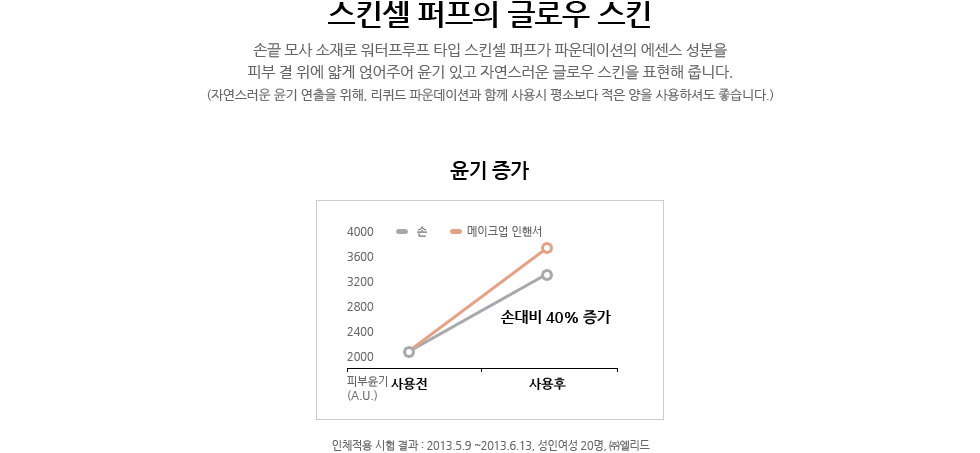 스킨셀 퍼프의 글로우 스킨
손끝 모사 소재로 워터프루프 타입 스킨셀 퍼프가 파운데이션의 에센스 성분을
피부 결 위에 얇게 얹어주어 윤기 있고 자연스러운 글로우 스킨을 표현해 줍니다.
(자연스러운 윤기 연출을 위해, 리퀴드 파운데이션과 함께 사용시 평소보다 적은 양을 사용하셔도 좋습니다.)
윤기 증가
손 메이크업 인핸서
4000
3600
3200
2800
2400
2000
손대비 40% 증가
피부윤기
(A.U.)
사용전 사용후
인체적용 시험 결과 : 2013.5.9 ~2013.6.13, 성인여성 20명, ㈜엘리드